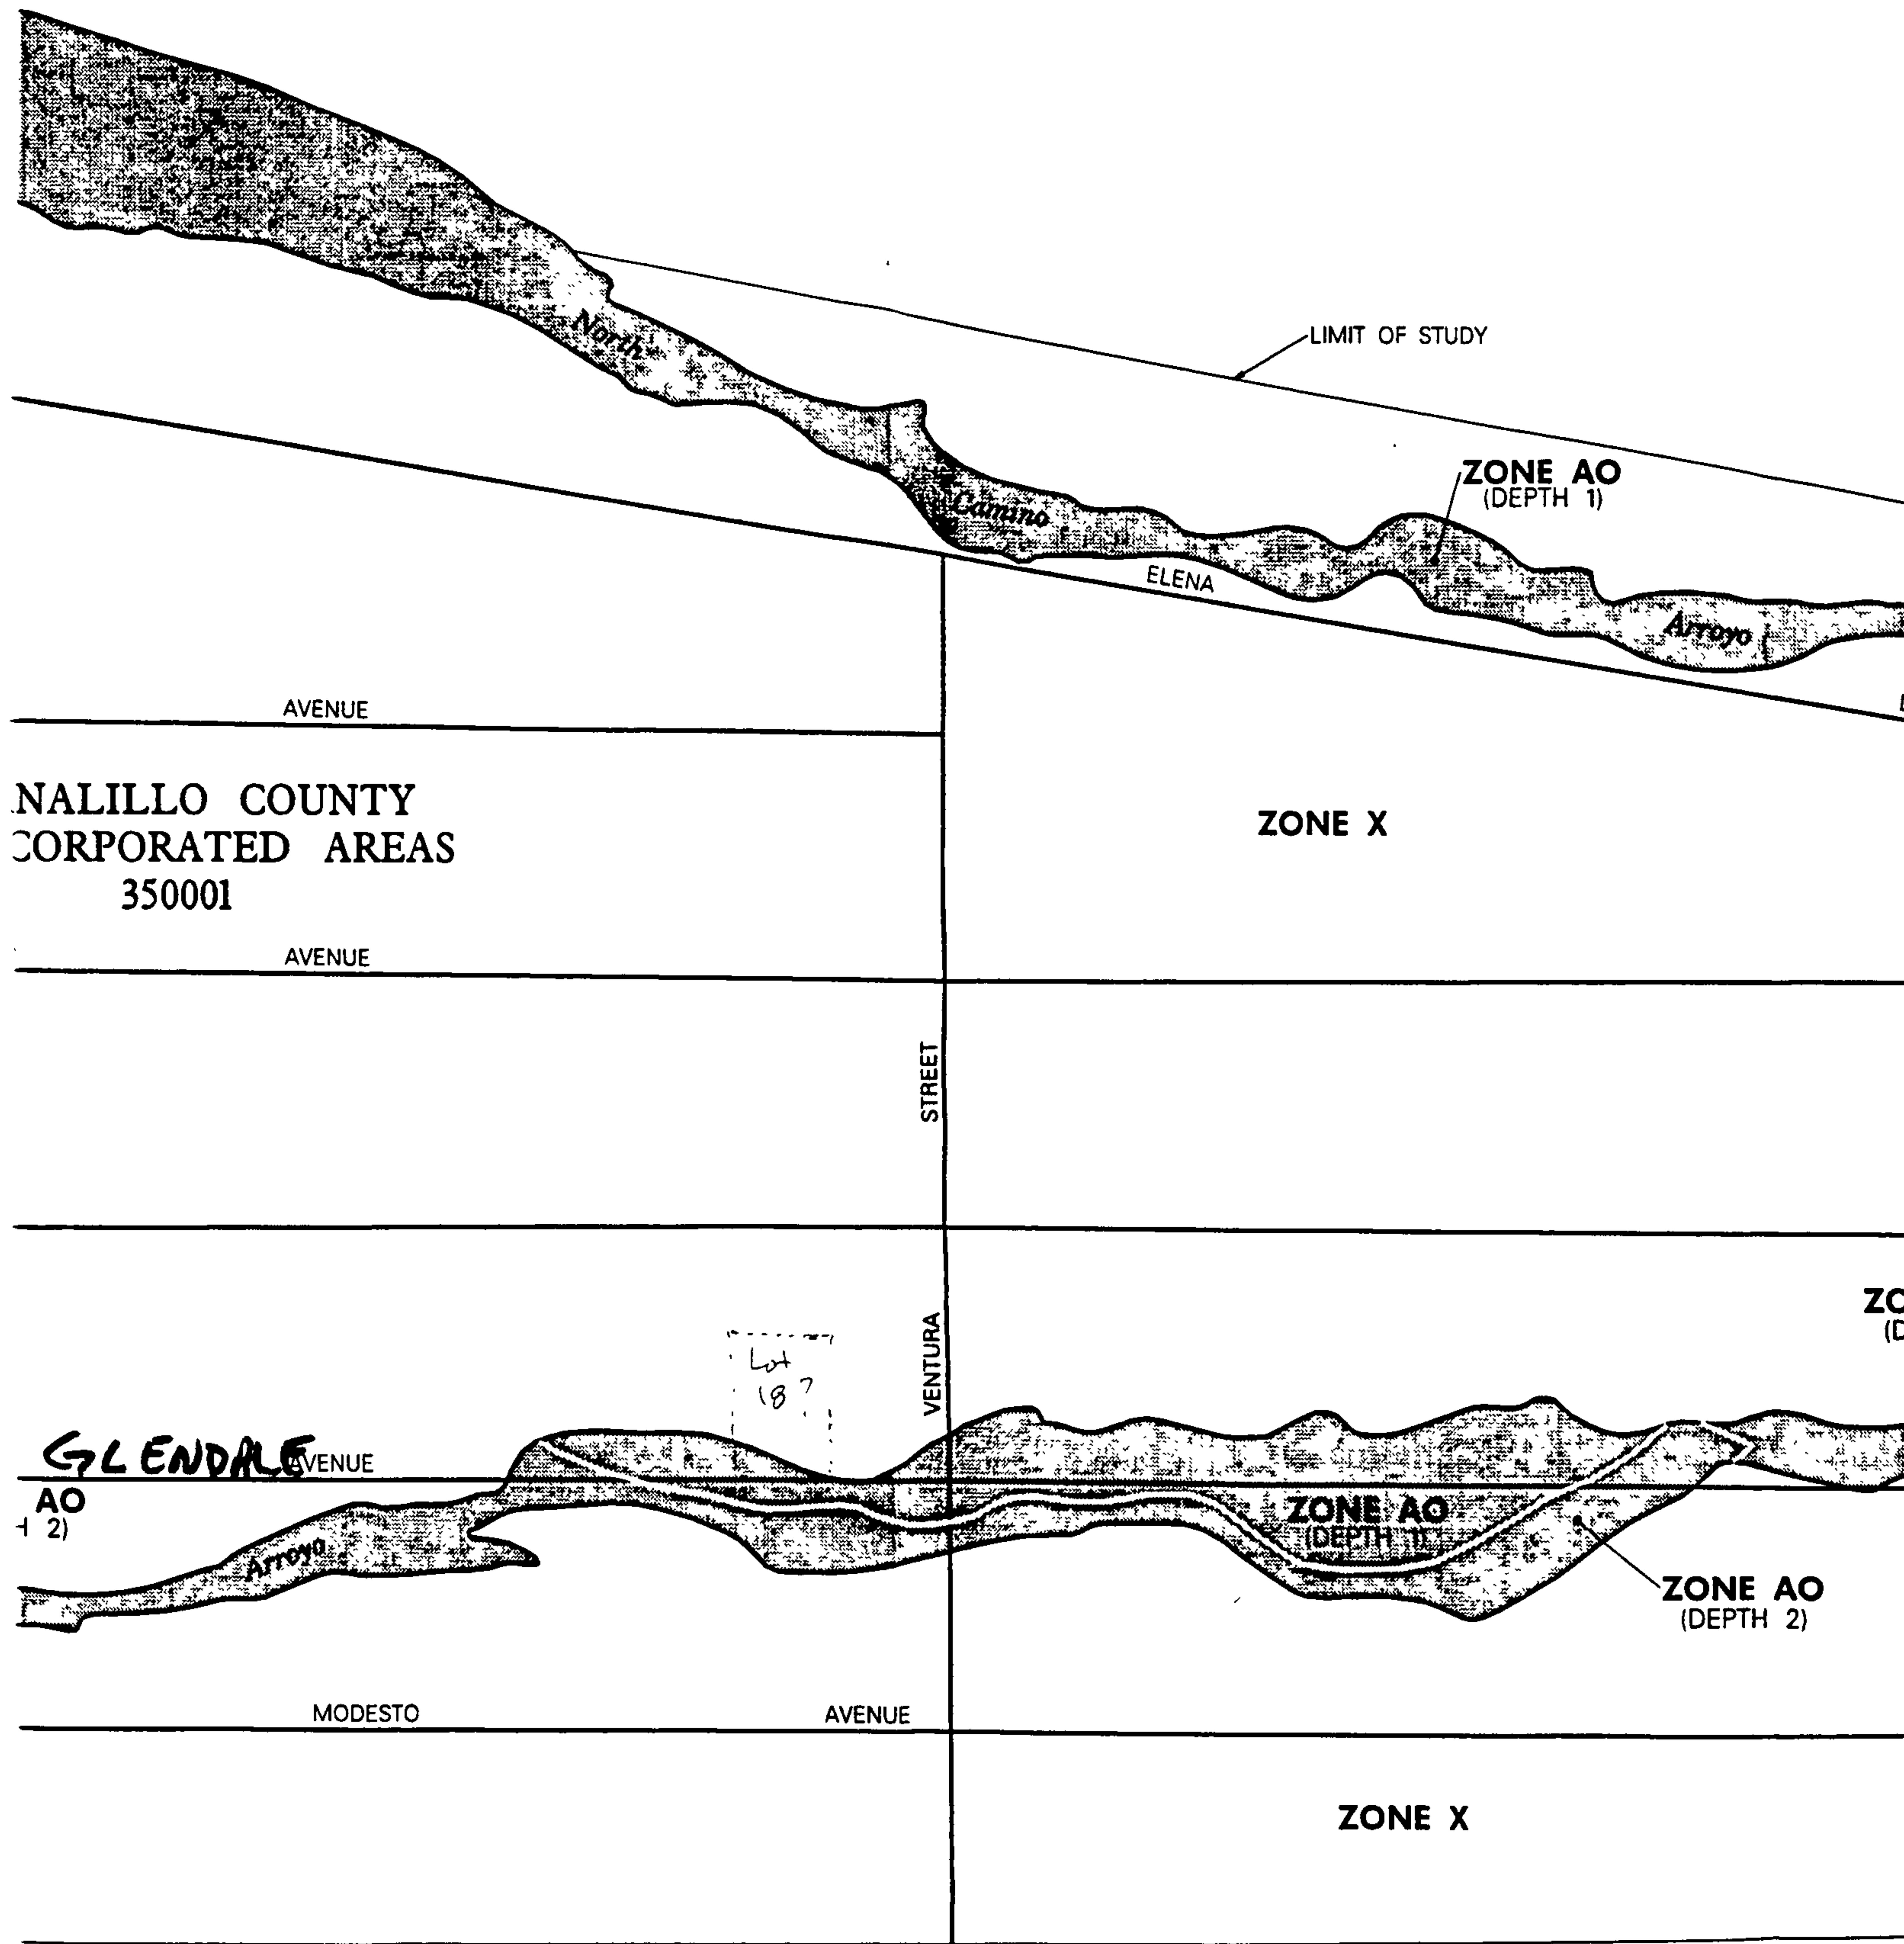 North
LIMIT OF STUDY
ZONE AO
(DEPTH 1)
Camino
ELENA
Arroyo
AVENUE
NALILLO COUNTY
CORPORATED AREAS
350001
ZONE X
AVENUE
STREET
ZO
(D
VENTURA
Lot
18 ?
GLENDALE AVENUE
AO
H 2)
Arroyo
ZONE AO
(DEPTH 1)
ZONE AO
(DEPTH 2)
MODESTO AVENUE
ZONE X